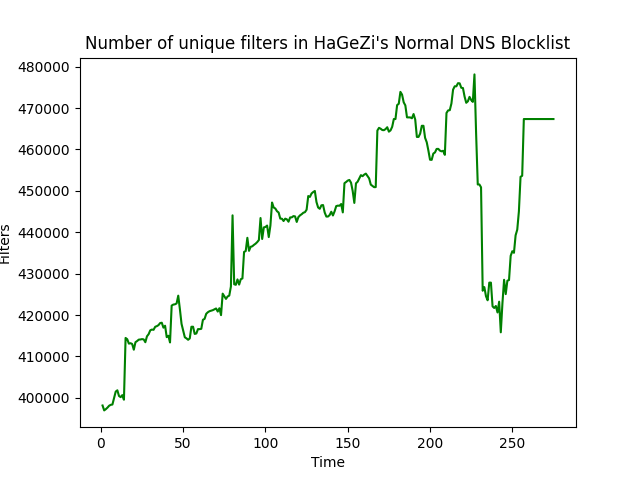 Number of unique filters in HaGeZi's Normal DNS Blocklist
480000
470000
460000
450000
440000
430000
420000
410000
400000
Filters
0 50 100 150 200 250
Time